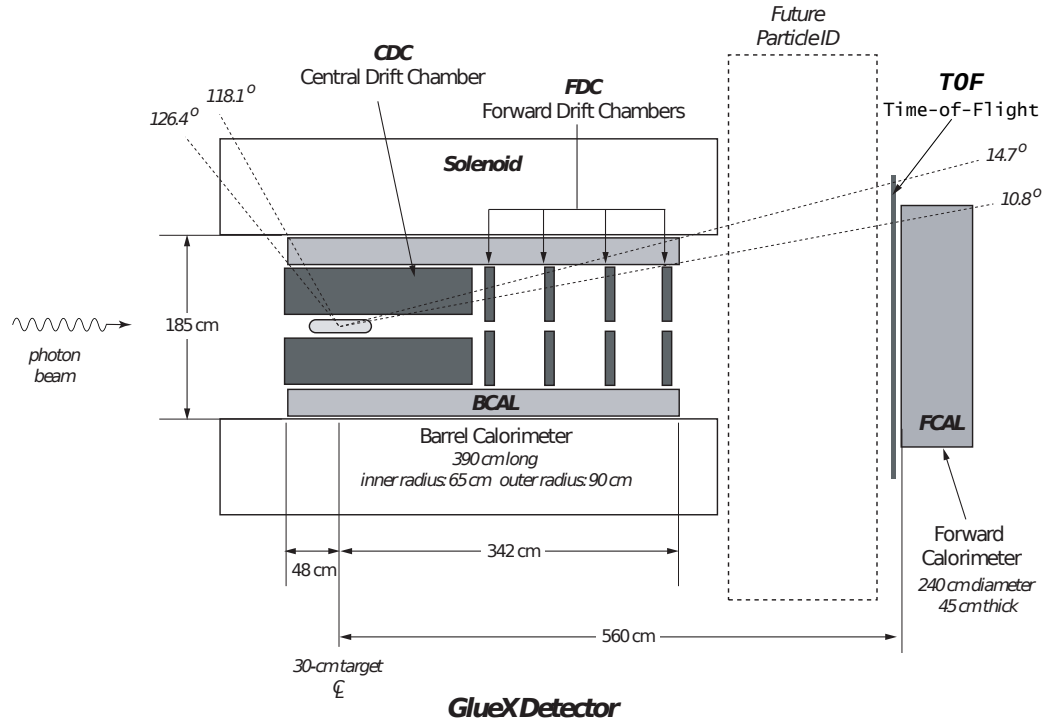 Future
Particle ID
CDC
Central Drift Chamber
FDC
Forward Drift Chambers
TOF
Time-of-Flight
118.1°
126.4°
14.7°
10.8°
Solenoid
185 cm
photon
beam
BCAL
Barrel Calorimeter
390 cm long
inner radius: 65 cm outer radius: 90 cm
FCAL
Forward
Calorimeter
240 cm diameter
45 cm thick
342 cm
48 cm
560 cm
30-cm target
℄
GlueX Detector